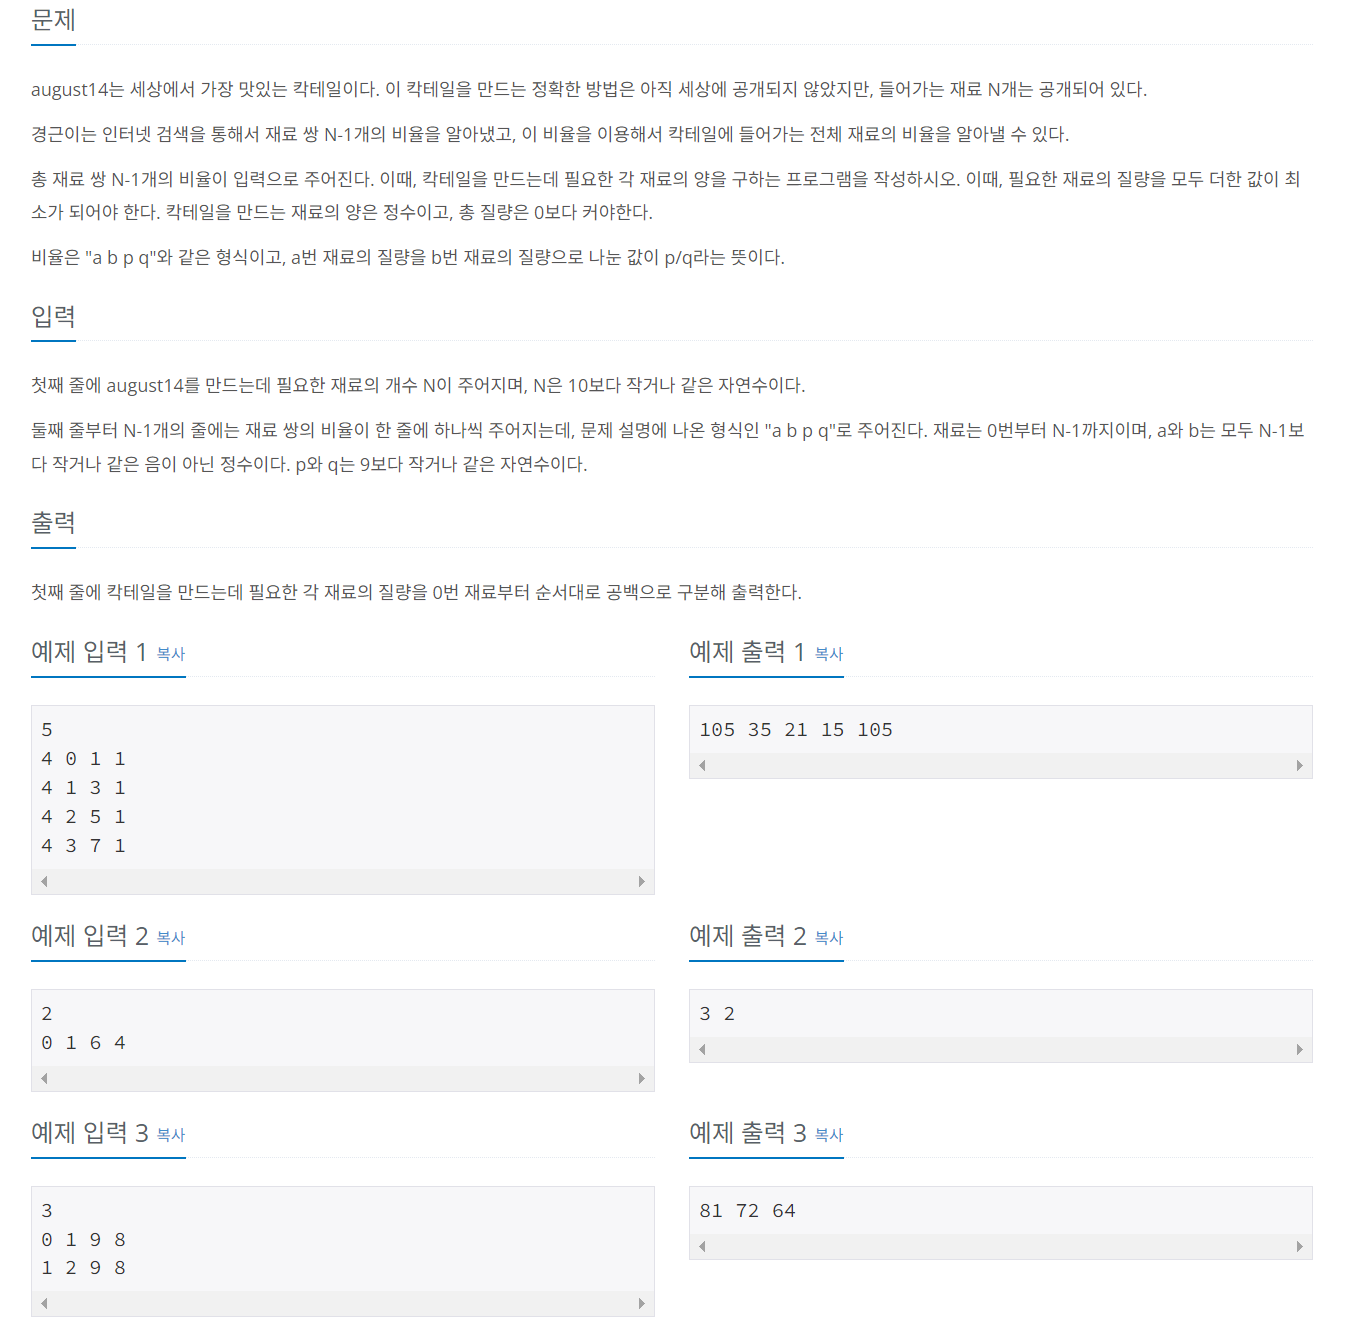 문제
august14는 세상에서 가장 맛있는 칵테일이다. 이 칵테일을 만드는 정확한 방법은 아직 세상에 공개되지 않았지만, 들어가는 재료 N개는 공개되어 있다.
경근이는 인터넷 검색을 통해서 재료 쌍 N-1개의 비율을 알아냈고, 이 비율을 이용해서 칵테일에 들어가는 전체 재료의 비율을 알아낼 수 있다.
총 재료 쌍 N-1개의 비율이 입력으로 주어진다. 이때, 칵테일을 만드는데 필요한 각 재료의 양을 구하는 프로그램을 작성하시오. 이때, 필요한 재료의 질량을 모두 더한 값이 최
소가 되어야 한다. 칵테일을 만드는 재료의 양은 정수이고, 총 질량은 0보다 커야한다.
비율은 "a b p q"와 같은 형식이고, a번 재료의 질량을 b번 재료의 질량으로 나눈 값이 p/q라는 뜻이다.
입력
첫째 줄에 august14를 만드는데 필요한 재료의 개수 N이 주어지며, N은 10보다 작거나 같은 자연수이다.
둘째 줄부터 N-1개의 줄에는 재료 쌍의 비율이 한 줄에 하나씩 주어지는데, 문제 설명에 나온 형식인 "a b p q"로 주어진다. 재료는 0번부터 N-1까지이며, a와 b는 모두 N-1보
다 작거나 같은 음이 아닌 정수이다. p와 q는 9보다 작거나 같은 자연수이다.
출력
첫째 줄에 칵테일을 만드는데 필요한 각 재료의 질량을 0번 재료부터 순서대로 공백으로 구분해 출력한다.
예제 입력 1 복사
5
4 0 1 1
4 1 3 1
4 2 5 1
4 3 7 1
예제 출력 1 복사
105 35 21 15 105
예제 입력 2 복사
2
0 1 6 4
예제 출력 2 복사
3 2
예제 입력 3 복사
3
0 1 9 8
1 2 9 8
예제 출력 3 복사
81 72 64